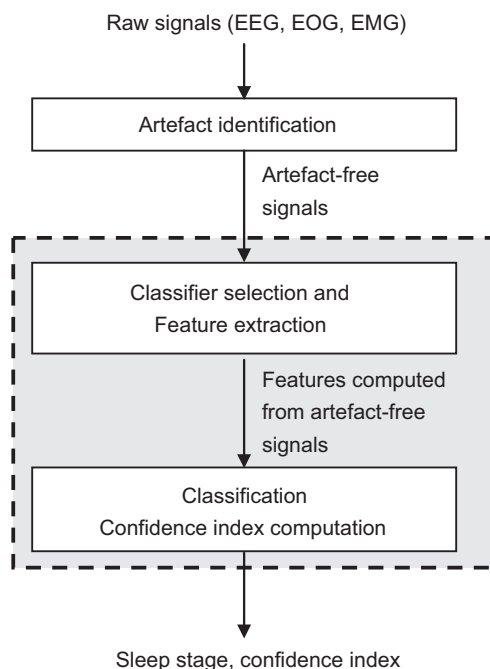 Raw signals (EEG, EOG, EMG)
Artefact identification
Artefact-free
signals
Classifier selection and
Feature extraction
Features computed
from artefact-free
signals
Classification
Confidence index computation
Sleep stage, confidence index